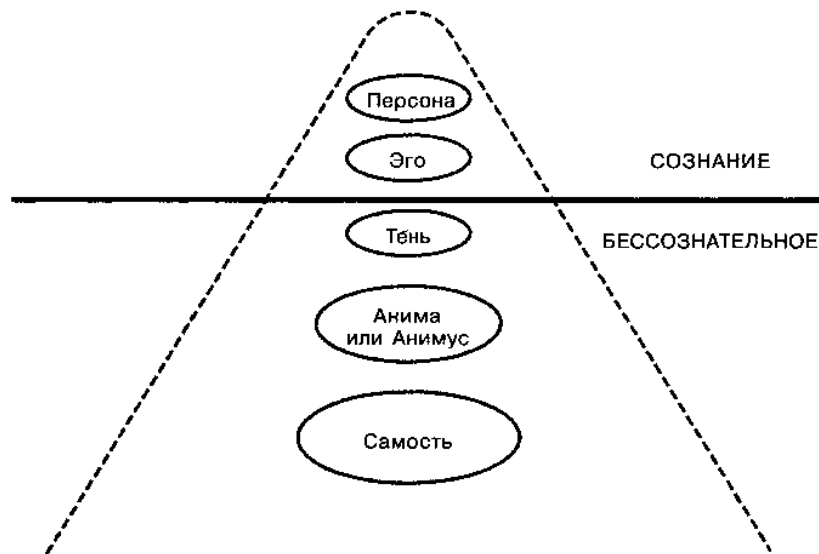 Персона
Эго
СОЗНАНИЕ
Тень
БЕССОЗНАТЕЛЬНОЕ
Анима
или Анимус
Самость